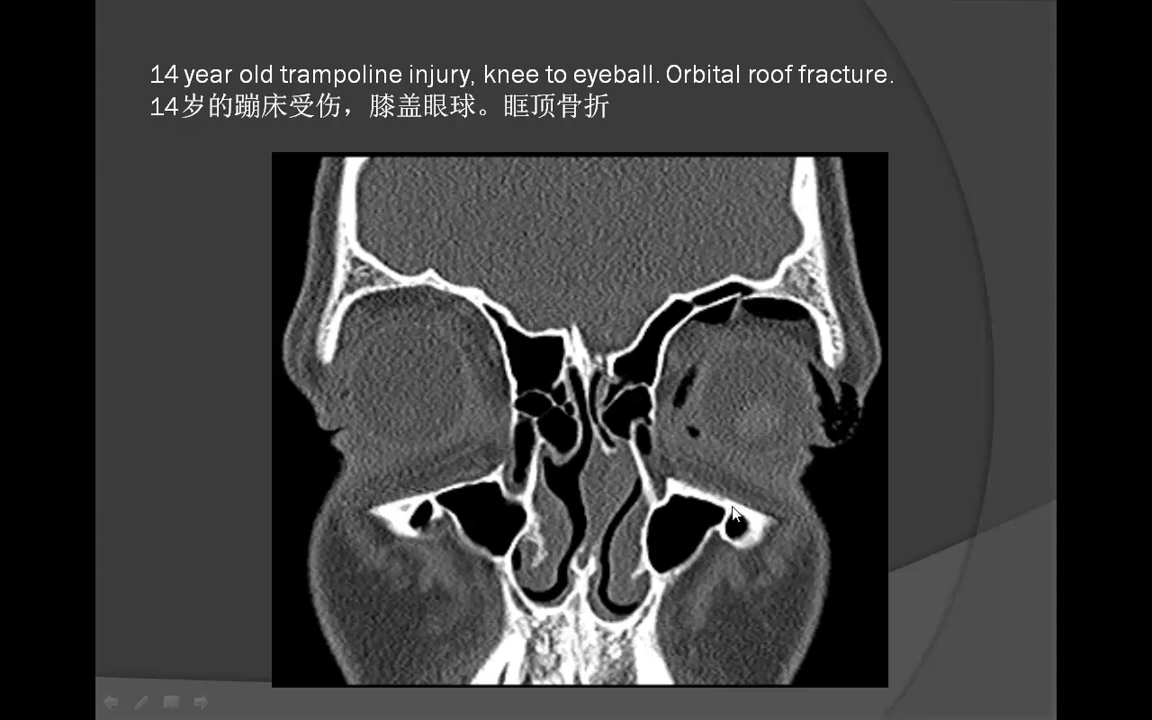 14 year old trampoline injury, knee to eyeball. Orbital roof fracture.
14岁的蹦床受伤，膝盖眼球。眶顶骨折